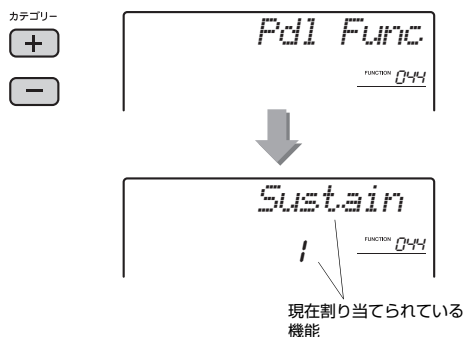 カテゴリー
+
−
Pdl Func
FUNCTION 044
Sustain
1
FUNCTION 044
現在割り当てられている
機能